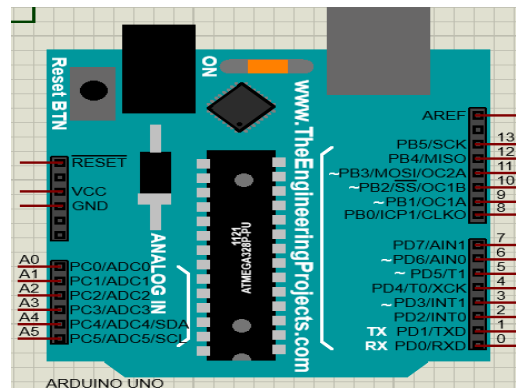 Reset BTN
ON
www.TheEngineeringProjects.com
RESET
VCC
GND
ANALOG IN
1121
ATMEGA328P-PU
A0 PC0/ADC0
A1 PC1/ADC1
A2 PC2/ADC2
A3 PC3/ADC3
A4 PC4/ADC4/SDA
A5 PC5/ADC5/SCL
AREF
PB5/SCK 13
PB4/MISO 12
~PB3/MOSI/OC2A 11
~PB2/SS/OC1B 10
~PB1/OC1A 9
PB0/ICP1/CLKO 8
PD7/AIN1 7
~PD6/AIN0 6
~PD5/T1 5
PD4/T0/XCK 4
~PD3/INT1 3
PD2/INT0 2
TX PD1/TXD 1
RX PD0/RXD 0
ARDUINO UNO